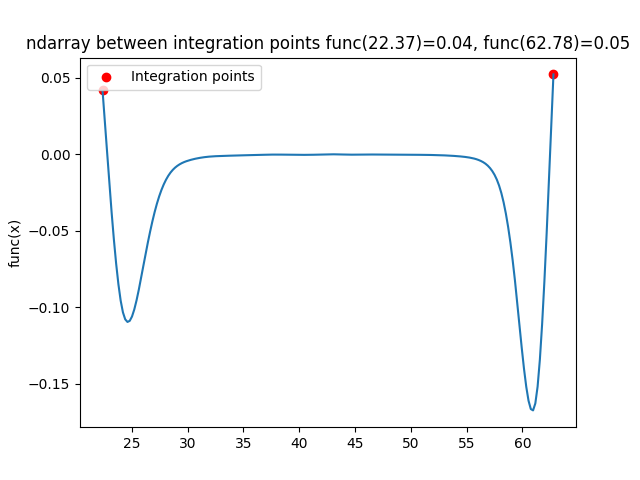 ndarray between integration points func(22.37)=0.04, func(62.78)=0.05
Integration points
0.05
0.00
−0.05
−0.10
−0.15
func(x)
25 30 35 40 45 50 55 60